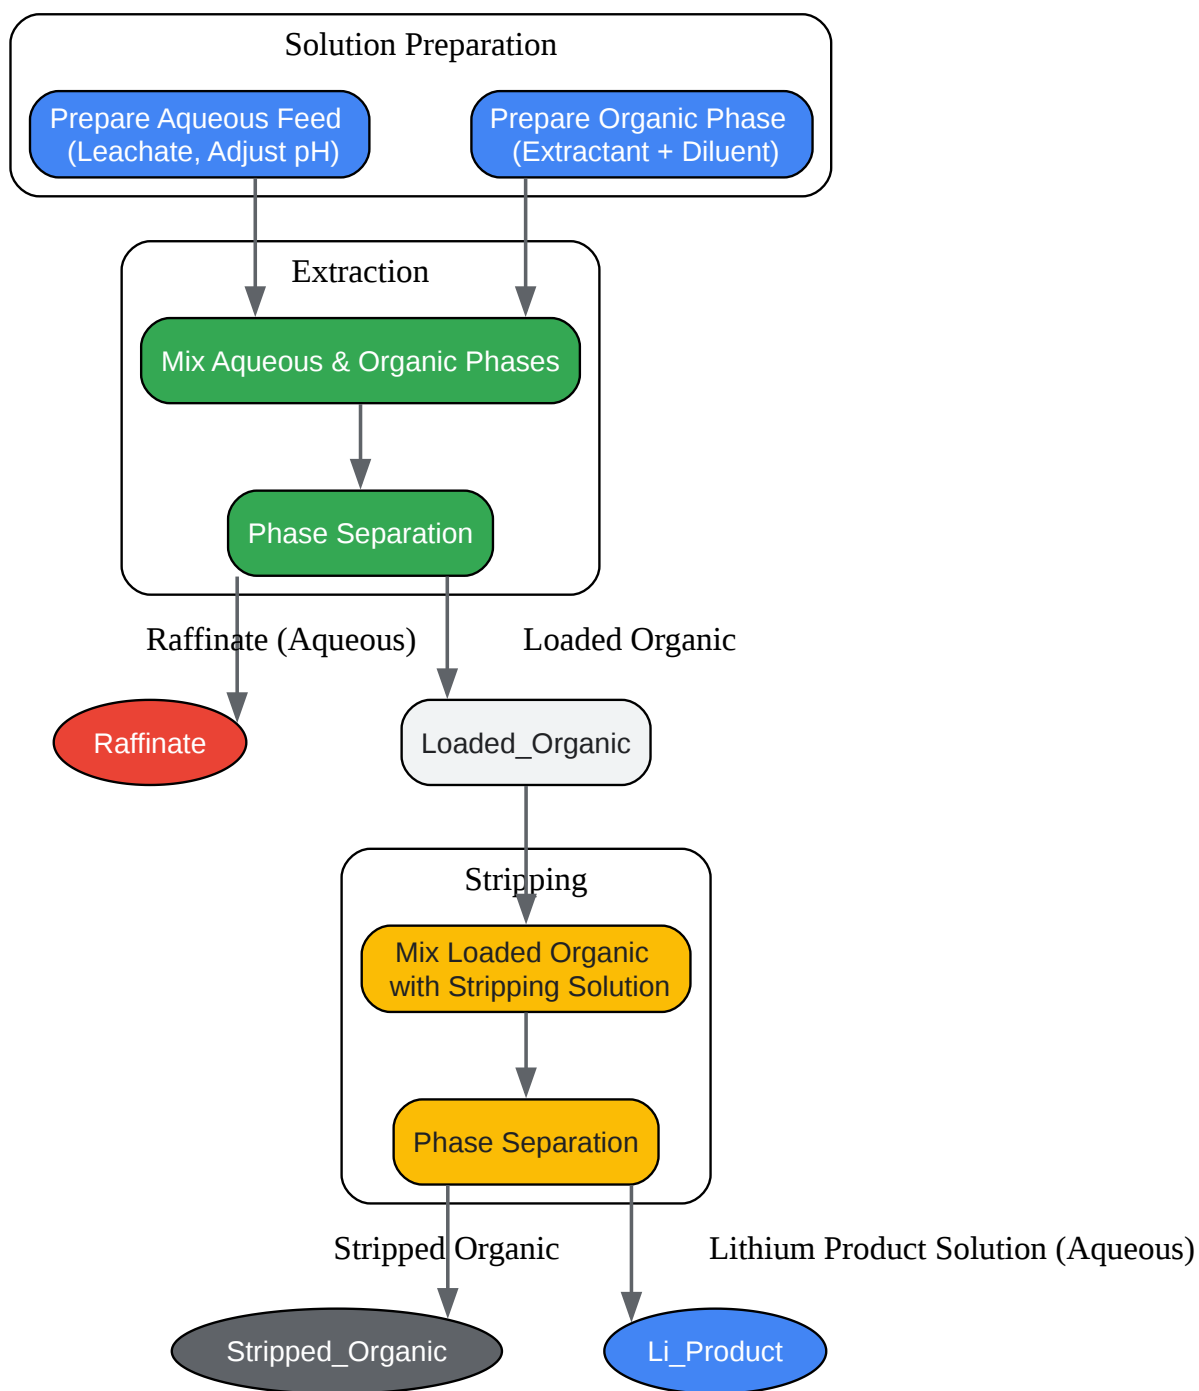 Solution Preparation
Prepare Aqueous Feed
(Leachate, Adjust pH)
Prepare Organic Phase
(Extractant + Diluent)
Extraction
Mix Aqueous & Organic Phases
Phase Separation
Raffinate (Aqueous)
Loaded Organic
Raffinate
Loaded_Organic
Stripping
Mix Loaded Organic
with Stripping Solution
Phase Separation
Stripped Organic
Lithium Product Solution (Aqueous)
Stripped_Organic
Li_Product